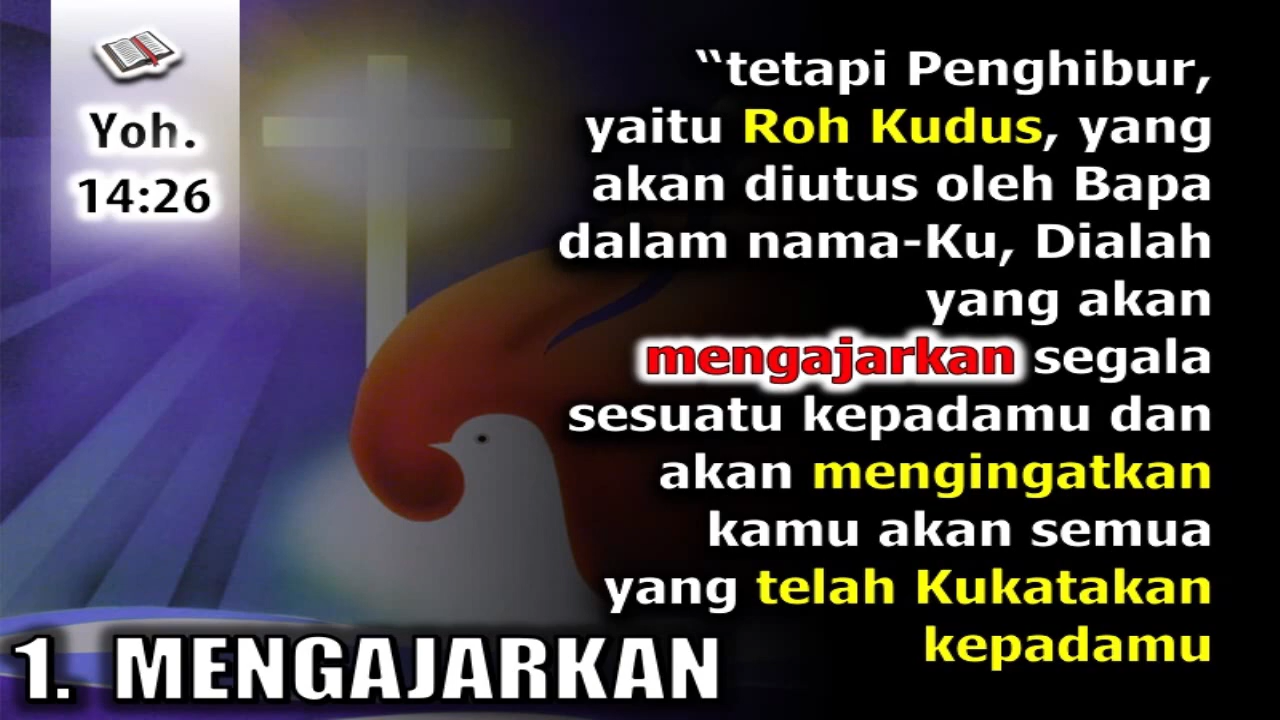 Yoh.
14:26
“tetapi Penghibur,
yaitu Roh Kudus, yang
akan diutus oleh Bapa
dalam nama-Ku, Dialah
yang akan
mengajarkan segala
sesuatu kepadamu dan
akan mengingatkan
kamu akan semua
yang telah Kukatakan
kepadamu
1. MENGAJARKAN